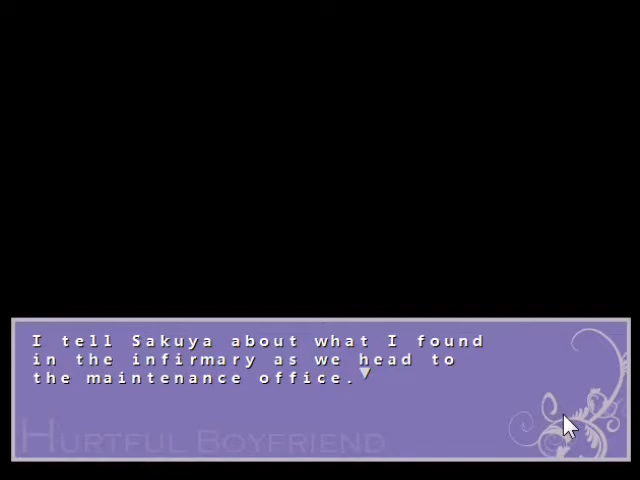 I tell Sakuya about what I found
in the infirmary as we head to
the maintenance office.
HURTFUL BOYFRIEND